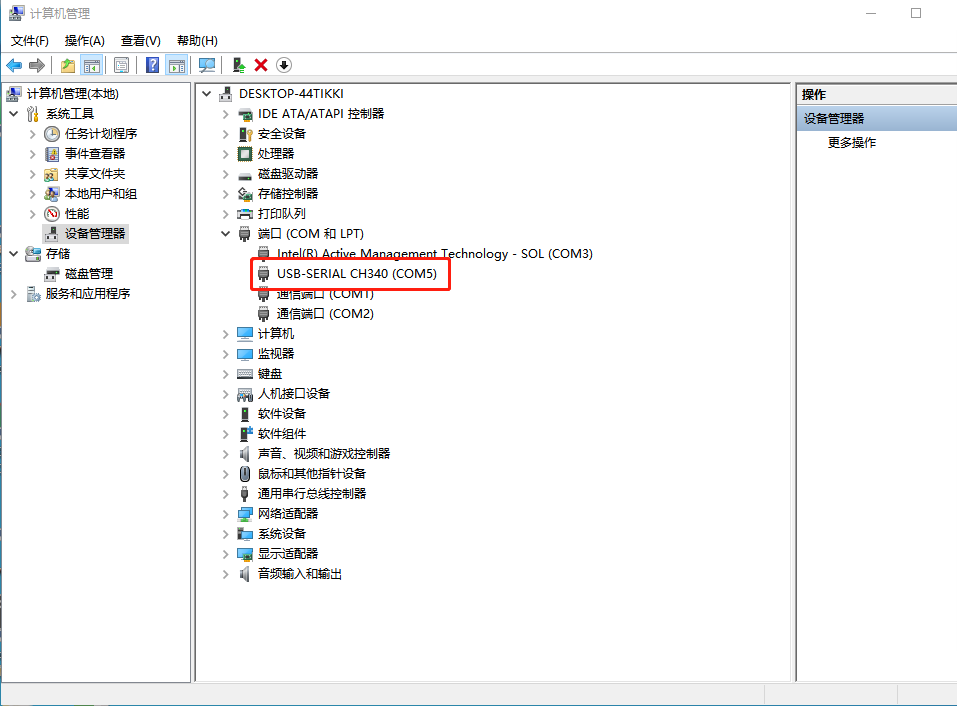 计算机管理
文件(F) 操作(A) 查看(V) 帮助(H)
计算机管理(本地)
系统工具
任务计划程序
事件查看器
共享文件夹
本地用户和组
性能
设备管理器
存储
磁盘管理
服务和应用程序
DESKTOP-44TIKKI
IDE ATA/ATAPI 控制器
安全设备
处理器
磁盘驱动器
存储控制器
打印队列
端口 (COM 和 LPT)
Intel(R) Active Management Technology - SOL (COM3)
USB-SERIAL CH340 (COM5)
通信端口 (COM1)
通信端口 (COM2)
计算机
监视器
键盘
人机接口设备
软件设备
软件组件
声音、视频和游戏控制器
鼠标和其他指针设备
通用串行总线控制器
网络适配器
系统设备
显示适配器
音频输入和输出
操作
设备管理器
更多操作